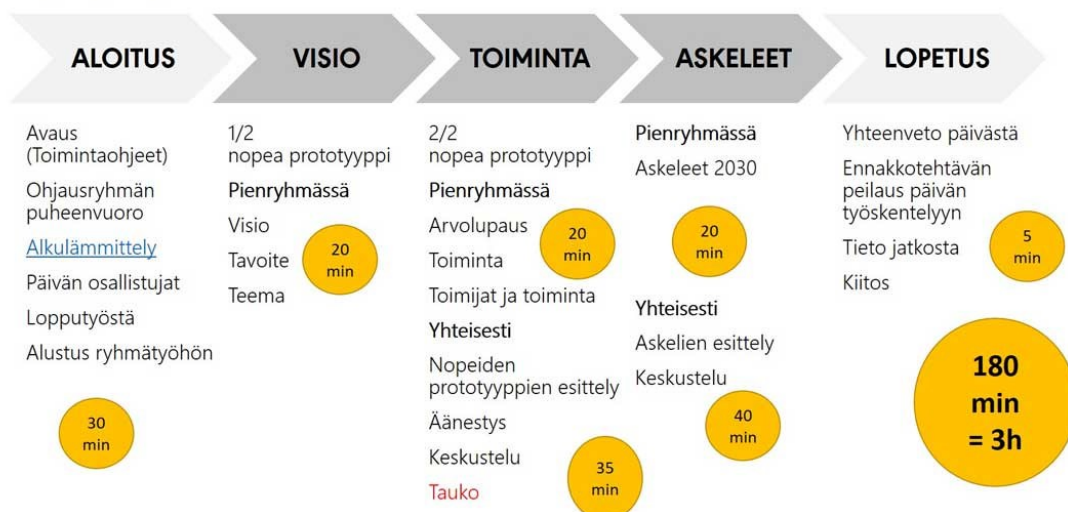 ALOITUS
VISIO
TOIMINTA
ASKELEET
LOPETUS
Avaus
(Toimintaohjeet)
Ohjausryhmän
puheenvuoro
Alkulämmittely
Päivän osallistujat
Lopputyöstä
Alustus ryhmätyöhön
30
min
1/2
nopea prototyyppi
Pienryhmässä
Visio
Tavoite
Teema
20
min
2/2
nopea prototyyppi
Pienryhmässä
Arvolupaus
Toiminta
Toimijat ja toiminta
20
min
Yhteisesti
Nopeiden
prototyyppien esittely
Äänestys
Keskustelu
Tauko
35
min
Pienryhmässä
Askeleet 2030
20
min
Yhteisesti
Askelien esittely
Keskustelu
40
min
Yhteenveto päivästä
Ennakkotehtävän
peilaus päivän
työskentelyyn
Tieto jatkosta
Kiitos
5
min
180
min
= 3h